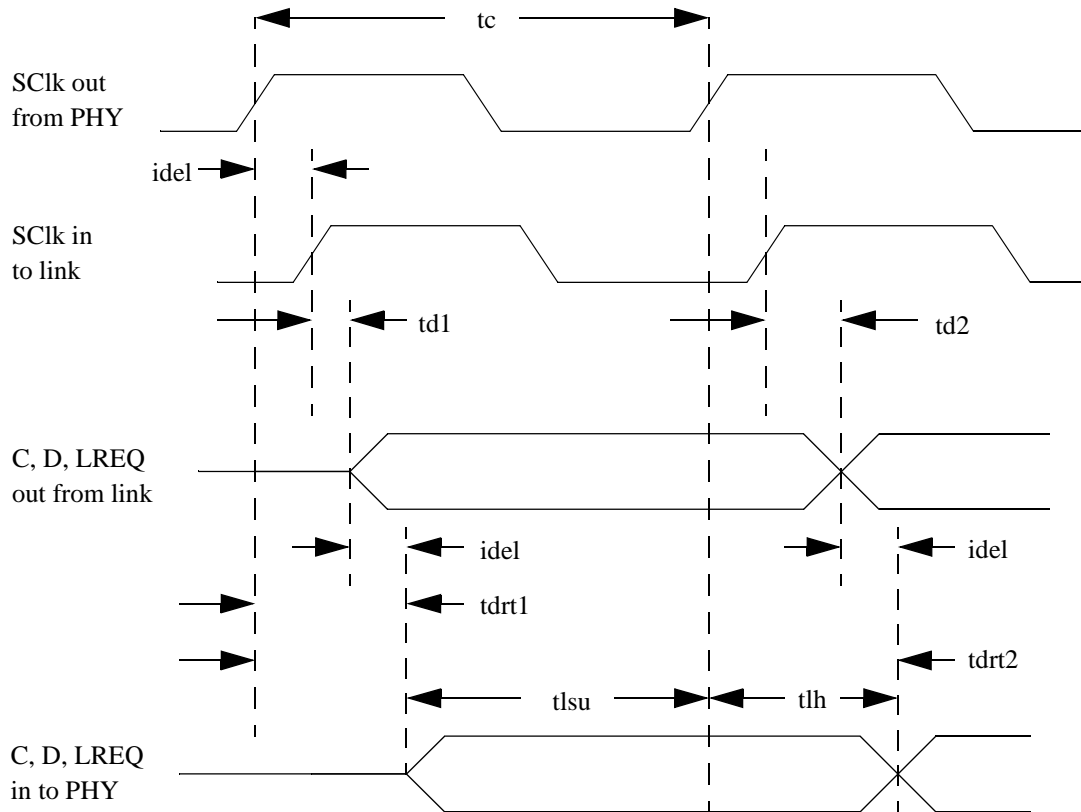 tc
SClk out
from PHY
idel
SClk in
to link
td1
td2
C, D, LREQ
out from link
idel
idel
tdrt1
tdrt2
tlsu
tlh
C, D, LREQ
in to PHY